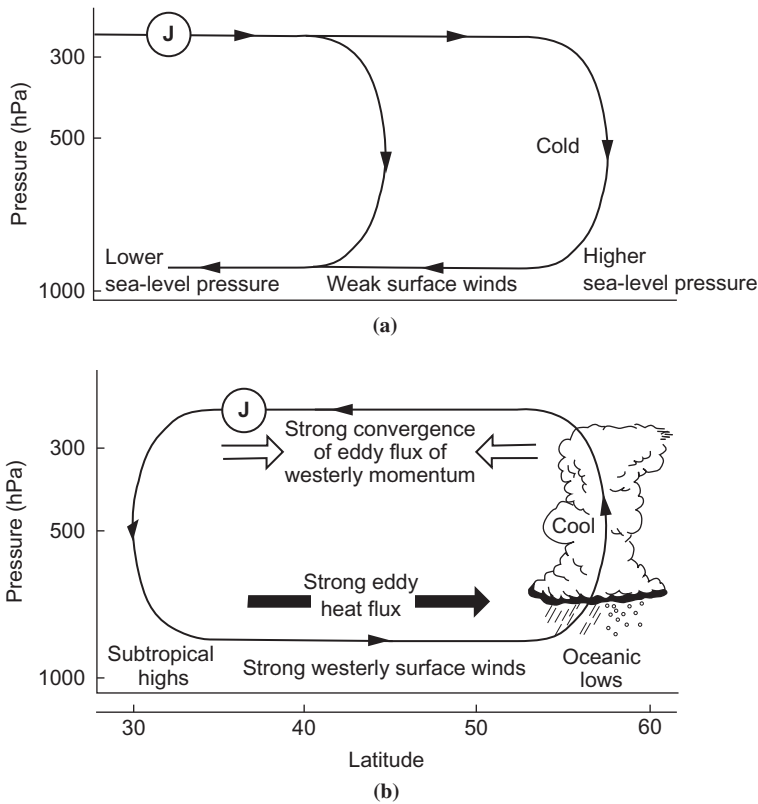 J
300
500
1000
Pressure (hPa)
Cold
Lower
sea-level pressure
Weak surface winds
Higher
sea-level pressure
(a)
J
300
500
1000
Pressure (hPa)
Strong convergence
of eddy flux of
westerly momentum
Cool
Strong eddy
heat flux
Subtropical
highs
Strong westerly surface winds
Oceanic
lows
30
40
50
60
Latitude
(b)